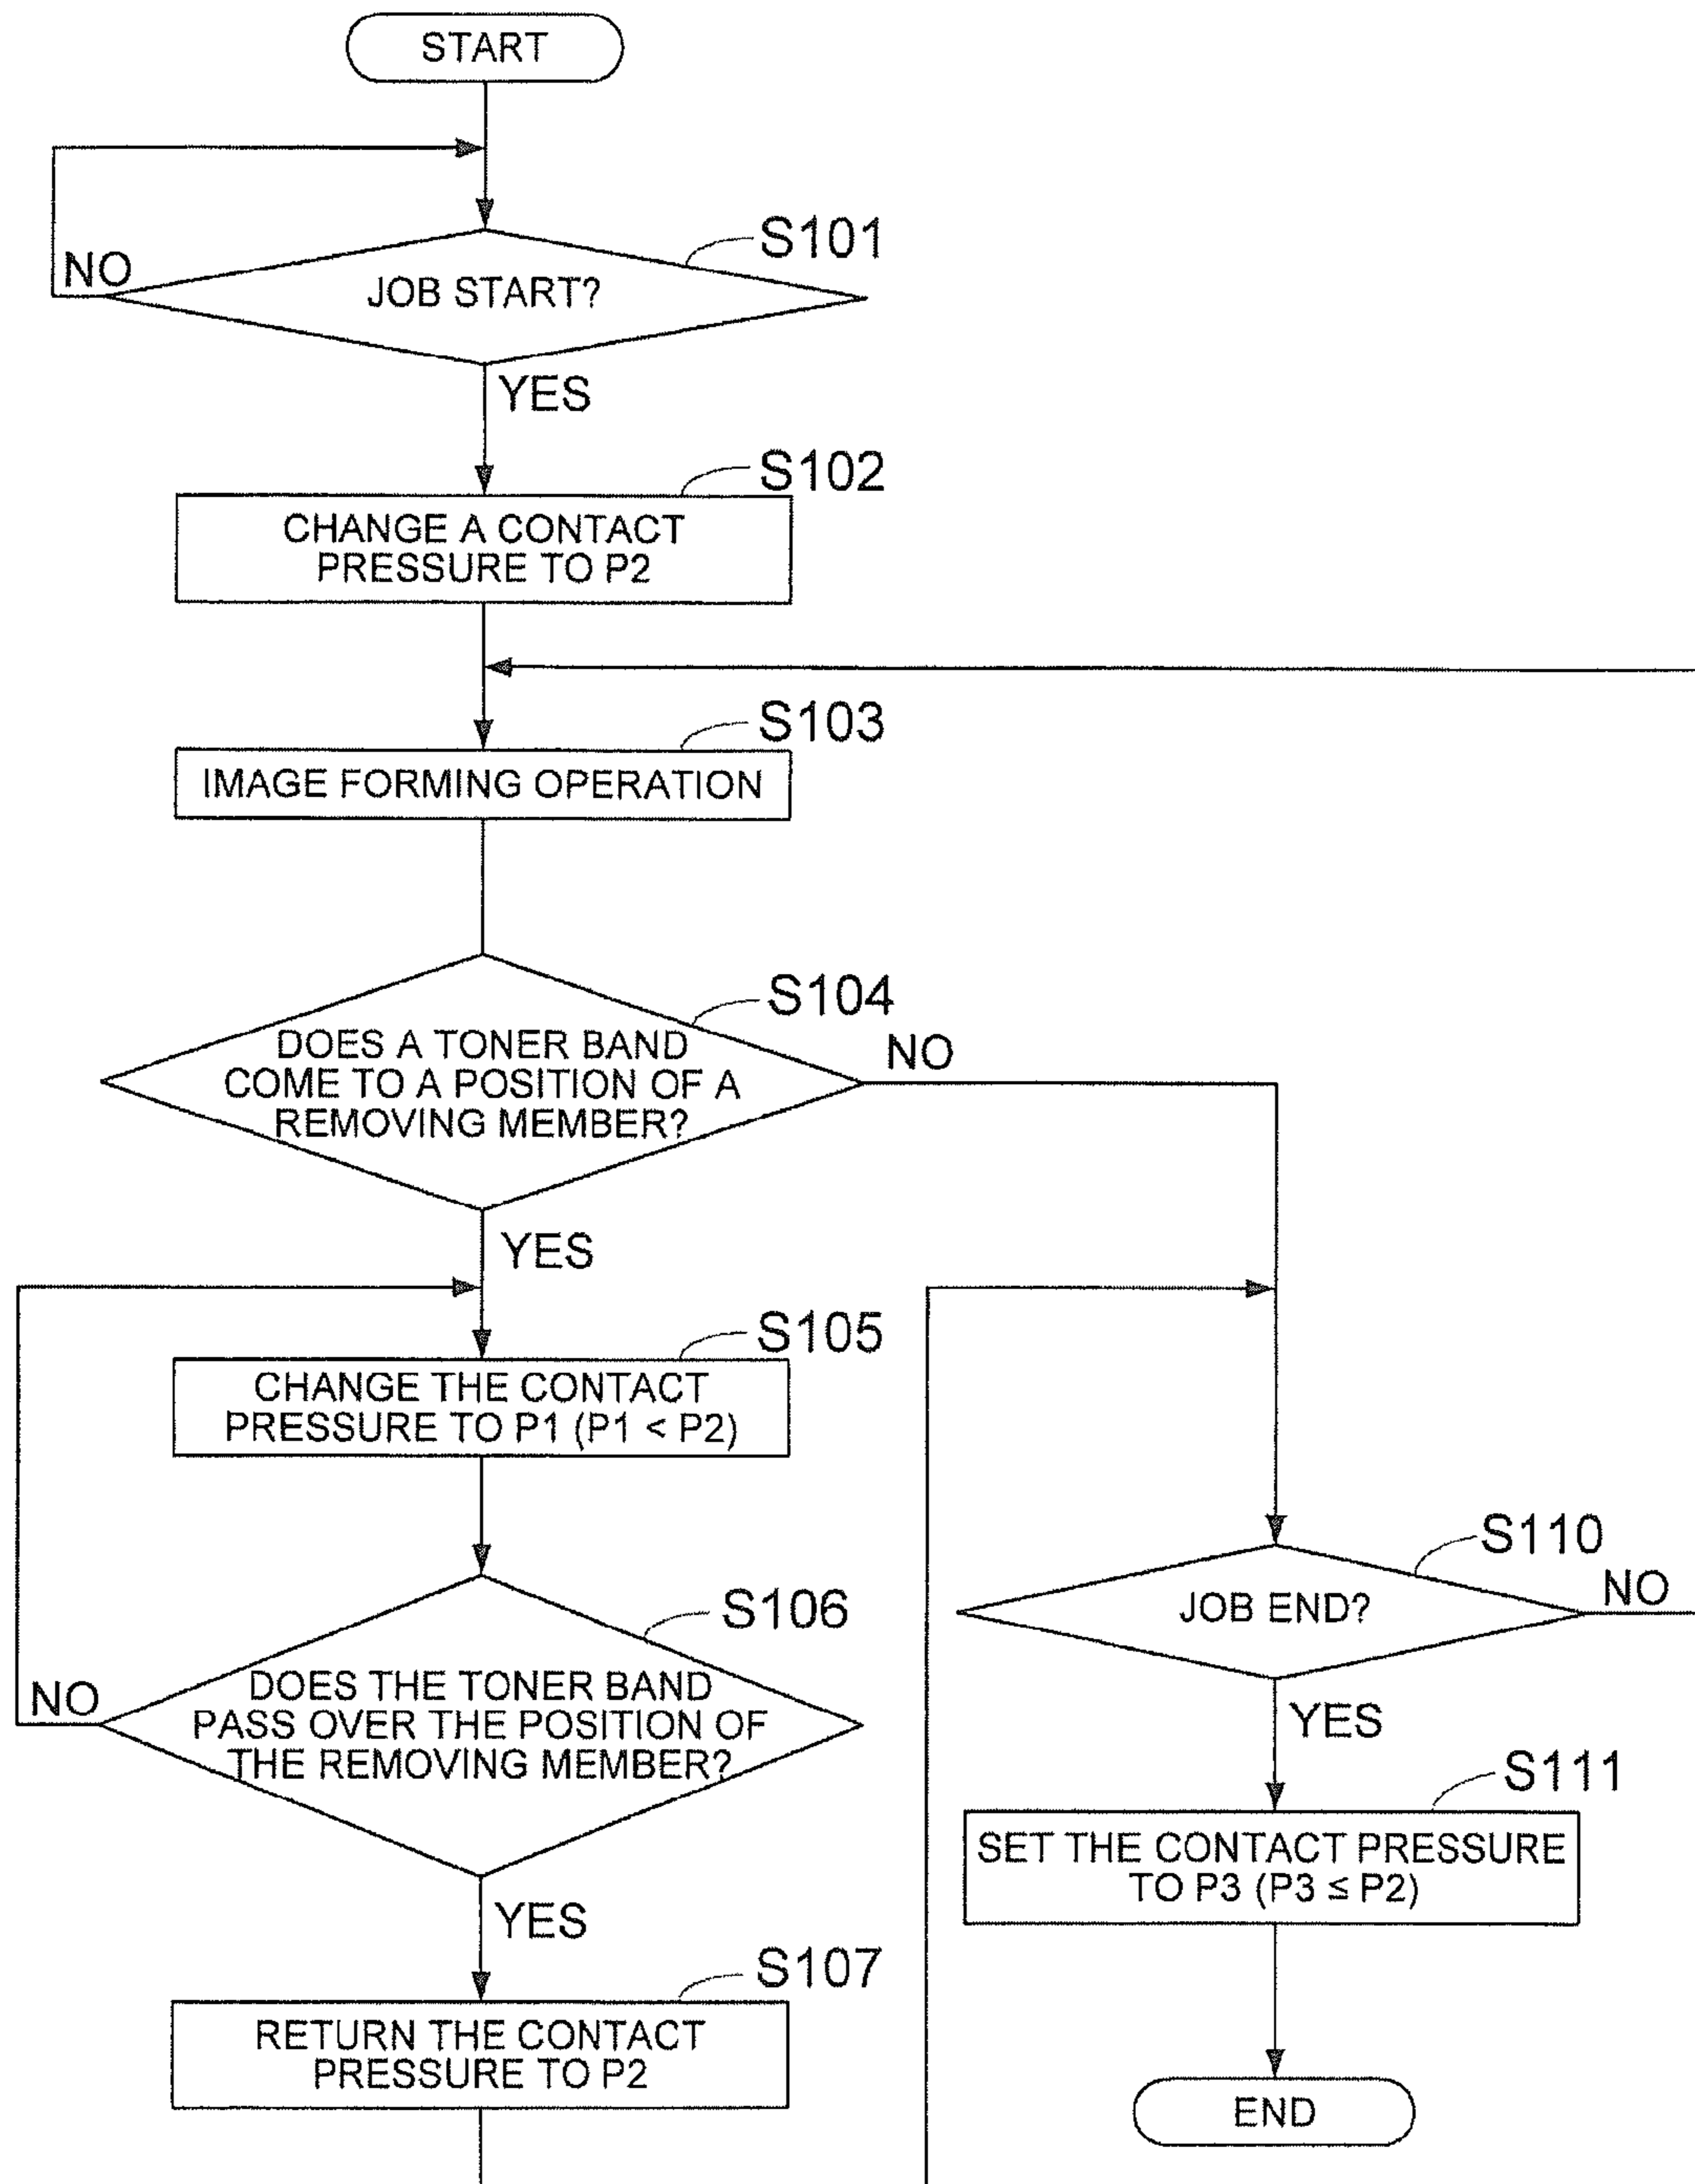 START
S101
NO
JOB START?
YES
S102
CHANGE A CONTACT
PRESSURE TO P2
S103
IMAGE FORMING OPERATION
S104
DOES A TONER BAND
COME TO A POSITION OF A
REMOVING MEMBER?
NO
YES
S105
CHANGE THE CONTACT
PRESSURE TO P1 (P1 < P2)
S106
DOES THE TONER BAND
PASS OVER THE POSITION OF
THE REMOVING MEMBER?
NO
YES
S107
RETURN THE CONTACT
PRESSURE TO P2
S110
JOB END?
NO
YES
S111
SET THE CONTACT PRESSURE
TO P3 (P3 ≤ P2)
END